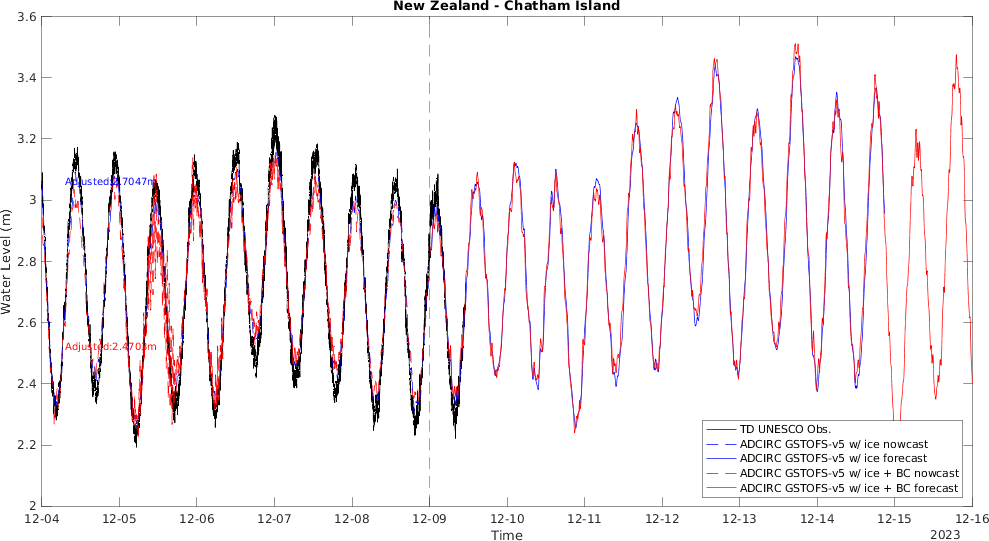 New Zealand - Chatham Island
3.6
3.4
3.2
3
2.8
2.6
2.4
2.2
2
Water Level (m)
Adjusted:2.4703m
TD UNESCO Obs.
ADCIRC GSTOFS-v5 w/ ice nowcast
ADCIRC GSTOFS-v5 w/ ice forecast
ADCIRC GSTOFS-v5 w/ ice + BC nowcast
ADCIRC GSTOFS-v5 w/ ice + BC forecast
12-04 12-05 12-06 12-07 12-08 12-09 12-10 12-11 12-12 12-13 12-14 12-15 12-16
Time
2023